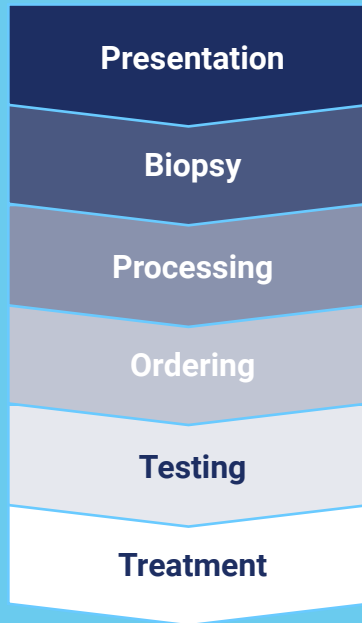 Presentation
Biopsy
Processing
Ordering
Testing
Treatment